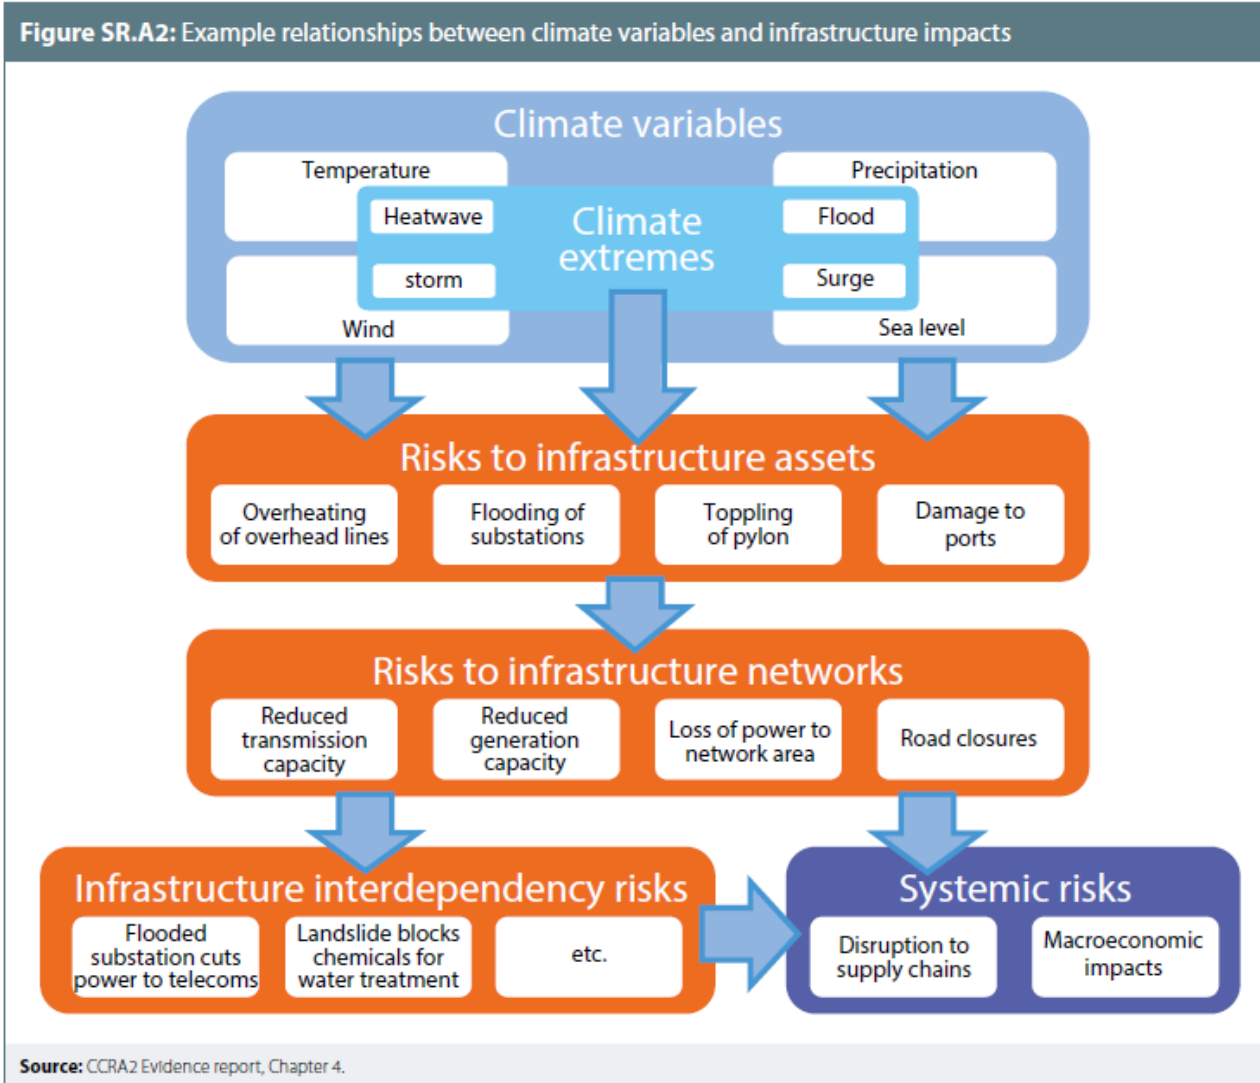 Figure SR.A2: Example relationships between climate variables and infrastructure impacts
Climate variables
Temperature
Precipitation
Heatwave
Climate
extremes
Flood
storm
Surge
Wind
Sea level
Risks to infrastructure assets
Overheating
of overhead lines
Flooding of
substations
Toppling
of pylon
Damage to
ports
Risks to infrastructure networks
Reduced
transmission
capacity
Reduced
generation
capacity
Loss of power to
network area
Road closures
Infrastructure interdependency risks
Flooded
substation cuts
power to telecoms
Landslide blocks
chemicals for
water treatment
etc.
Systemic risks
Disruption to
supply chains
Macroeconomic
impacts
Source: CCRA2 Evidence report, Chapter 4.